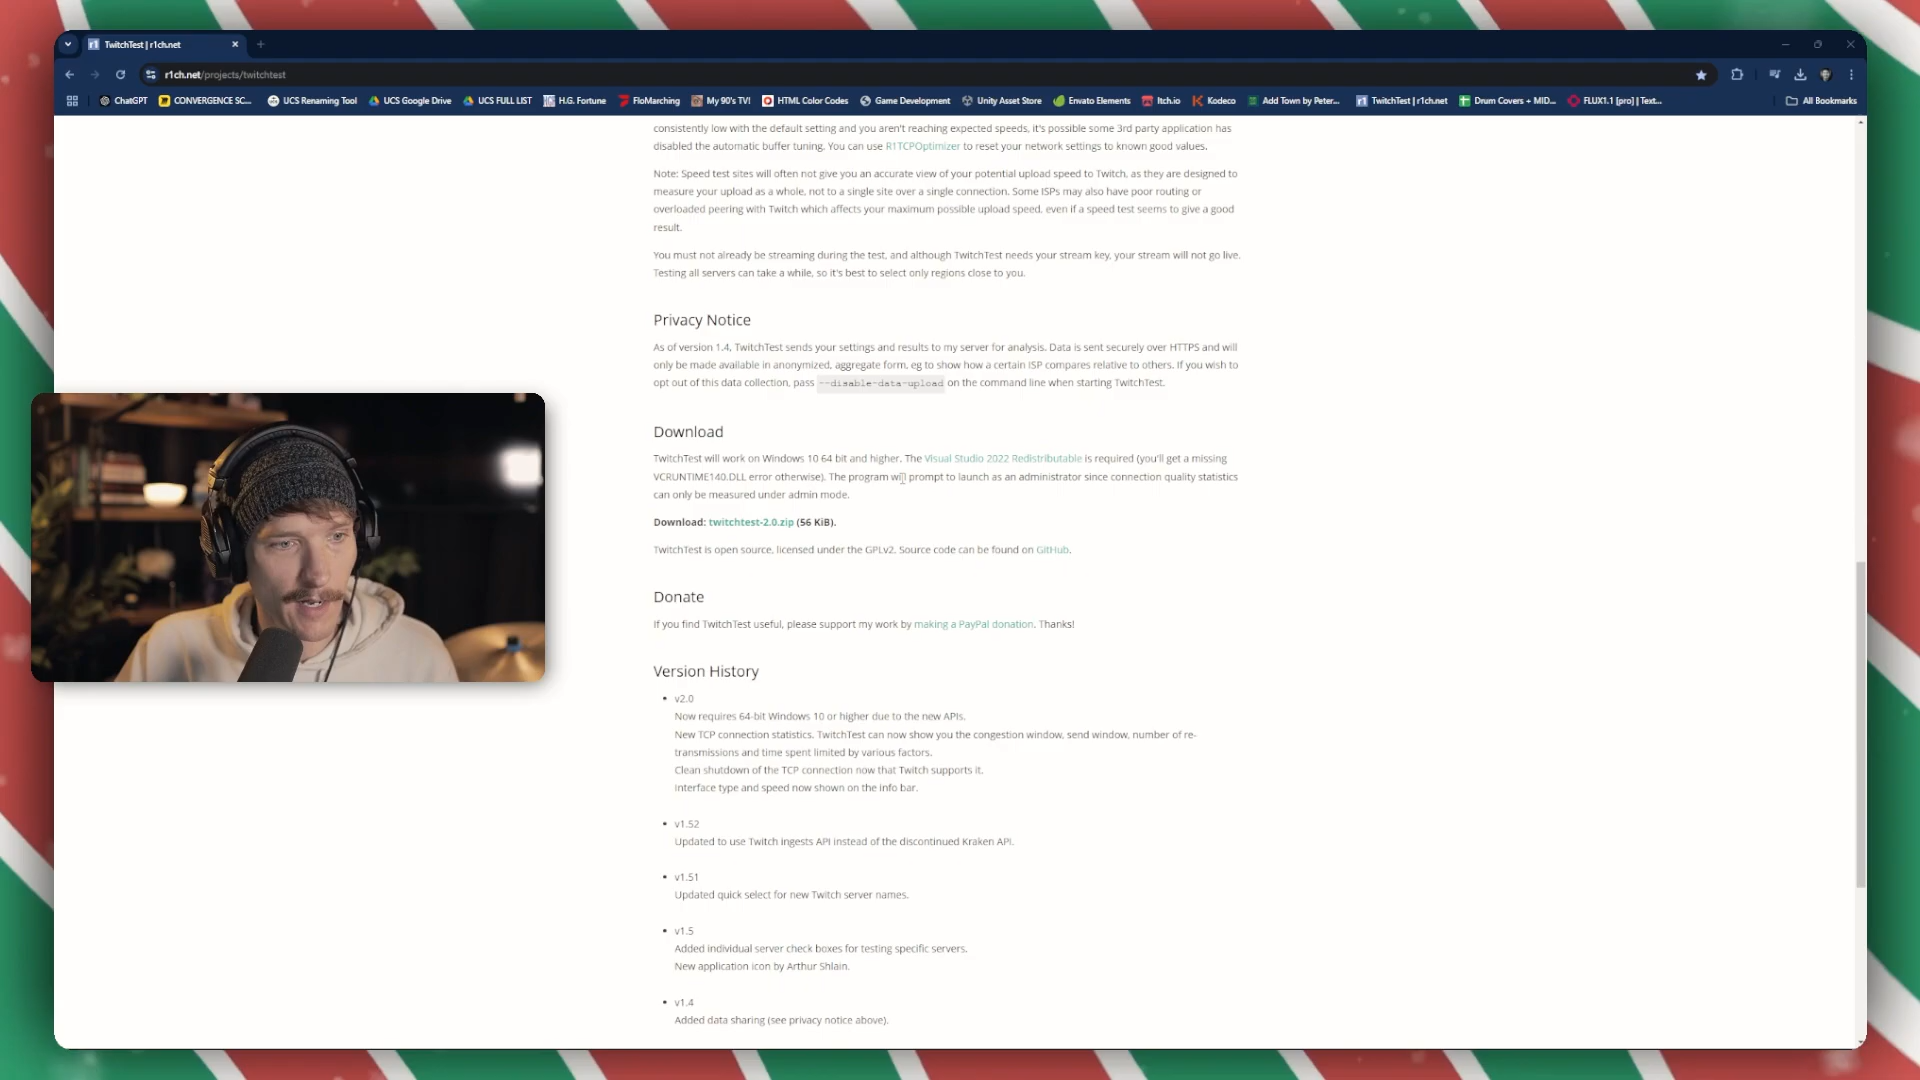 TwitchTest | r1ch.net
r1ch.net/projects/twitchtest
ChatGPT CONVERGENCE SC... UCS Renaming Tool UCS Google Drive UCS FULL LIST H.G. Fortune FloMarching My 90's TV! HTML Color Codes Game Development Unity Asset Store Envato Elements Itch.io Kodeco Add Town by Peter... TwitchTest | r1ch.net Drum Covers + MID... FLUX1.1 [pro] | Text... All Bookmarks
consistently low with the default setting and you aren't reaching expected speeds, it's possible some 3rd party application has
disabled the automatic buffer tuning. You can use R1TCPOptimizer to reset your network settings to known good values.
Note: Speed test sites will often not give you an accurate view of your potential upload speed to Twitch, as they are designed to
measure your upload as a whole, not to a single site over a single connection. Some ISPs may also have poor routing or
overloaded peering with Twitch which affects your maximum possible upload speed, even if a speed test seems to give a good
result.
You must not already be streaming during the test, and although TwitchTest needs your stream key, your stream will not go live.
Testing all servers can take a while, so it's best to select only regions close to you.
Privacy Notice
As of version 1.4, TwitchTest sends your settings and results to my server for analysis. Data is sent securely over HTTPS and will
only be made available in anonymized, aggregate form, eg to show how a certain ISP compares relative to others. If you wish to
opt out of this data collection, pass --disable-data-upload on the command line when starting TwitchTest.
Download
TwitchTest will work on Windows 10 64 bit and higher. The Visual Studio 2022 Redistributable is required (you'll get a missing
VCRUNTIME140.DLL error otherwise). The program will prompt to launch as an administrator since connection quality statistics
can only be measured under admin mode.
Download: twitchtest-2.0.zip (56 KiB).
TwitchTest is open source, licensed under the GPLv2. Source code can be found on GitHub.
Donate
If you find TwitchTest useful, please support my work by making a PayPal donation. Thanks!
Version History
• v2.0
Now requires 64-bit Windows 10 or higher due to the new APIs.
New TCP connection statistics. TwitchTest can now show you the congestion window, send window, number of re-
transmissions and time spent limited by various factors.
Clean shutdown of the TCP connection now that Twitch supports it.
Interface type and speed now shown on the info bar.
• v1.52
Updated to use Twitch ingests API instead of the discontinued Kraken API.
• v1.51
Updated quick select for new Twitch server names.
• v1.5
Added individual server check boxes for testing specific servers.
New application icon by Arthur Shlain.
• v1.4
Added data sharing (see privacy notice above).